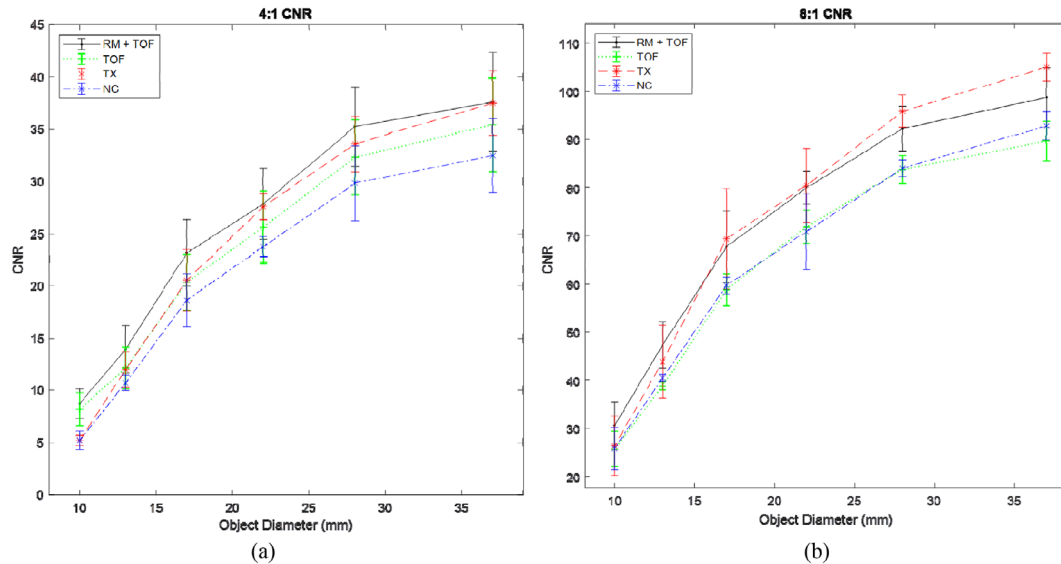 4:1 CNR
45
40
35
30
25
20
15
10
5
0
CNR
RM + TOF
TOF
TX
NC
10
15
20
25
30
35
Object Diameter (mm)
(a)
8:1 CNR
110
100
90
80
70
60
50
40
30
20
CNR
RM + TOF
TOF
TX
NC
10
15
20
25
30
35
Object Diameter (mm)
(b)